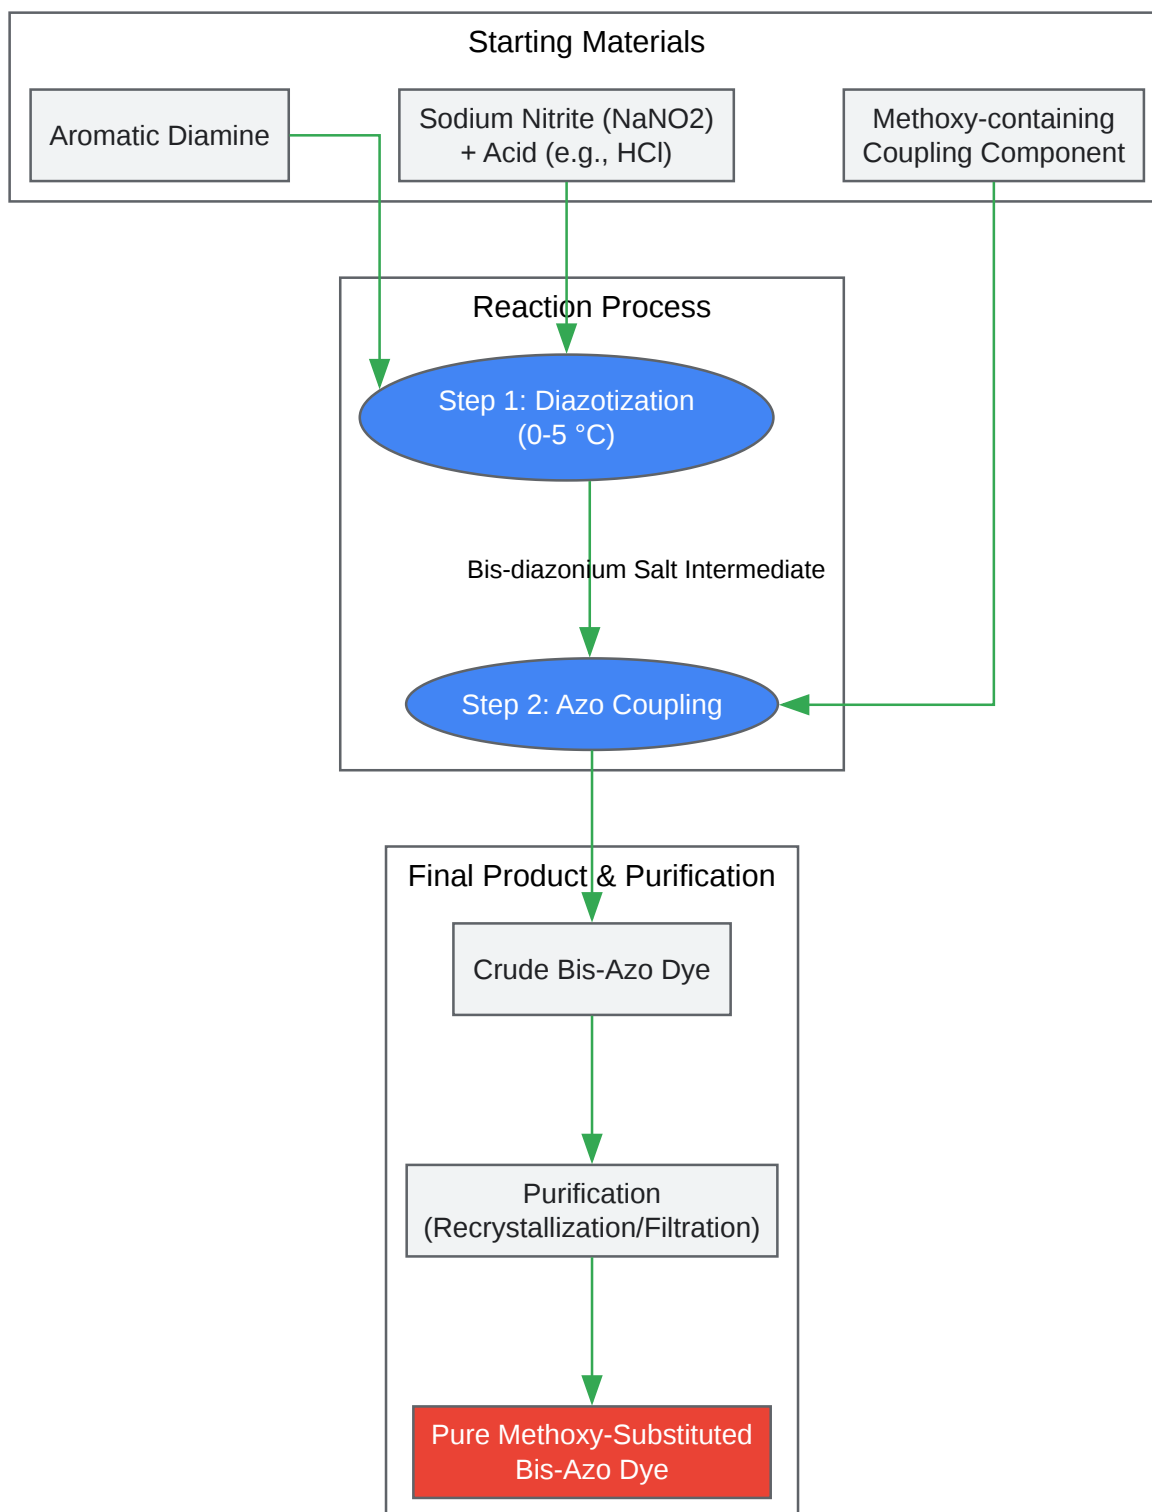 Starting Materials
Aromatic Diamine
Sodium Nitrite (NaNO2)
+ Acid (e.g., HCl)
Methoxy-containing
Coupling Component
Reaction Process
Step 1: Diazotization
(0-5 °C)
Bis-diazonium Salt Intermediate
Step 2: Azo Coupling
Final Product & Purification
Crude Bis-Azo Dye
Purification
(Recrystallization/Filtration)
Pure Methoxy-Substituted
Bis-Azo Dye